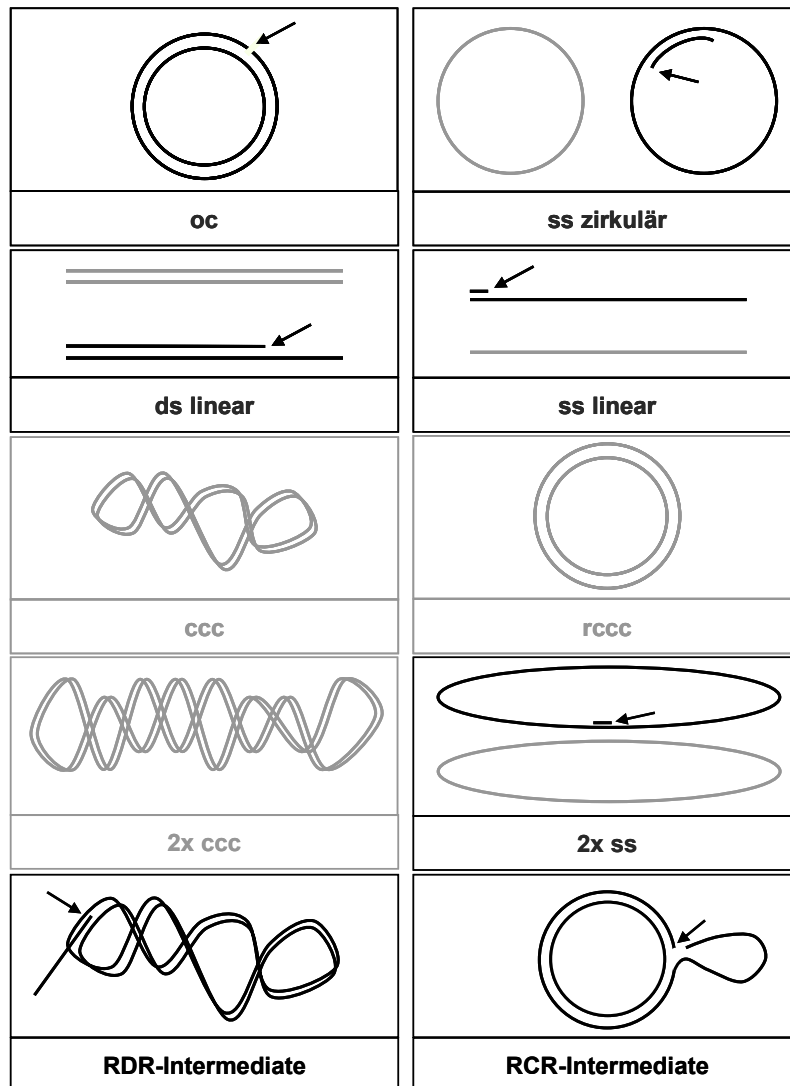 oc
ss zirkulär
ds linear
ss linear
ccc
rccc
2x ccc
2x ss
RDR-Intermediate
RCR-Intermediate